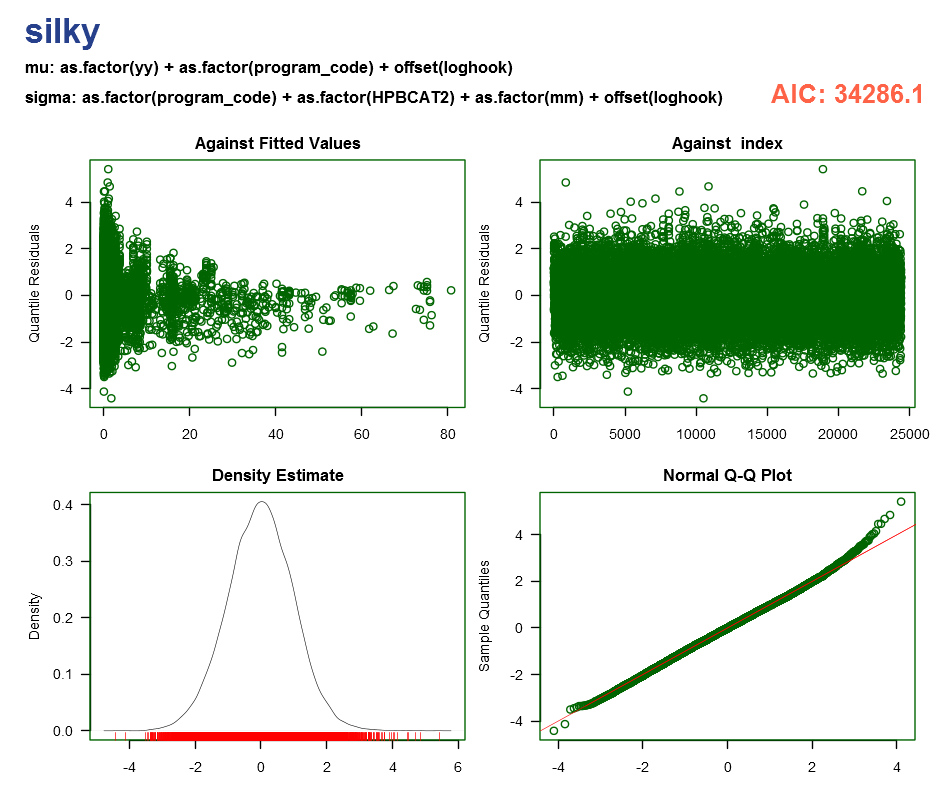 silky
mu: as.factor(yy) + as.factor(program_code) + offset(loghook)
sigma: as.factor(program_code) + as.factor(HPBCAT2) + as.factor(mm) + offset(loghook)
AIC: 34286.1
Against Fitted Values
Quantile Residuals
4
2
0
-2
-4
0 20 40 60 80
Against  index
Quantile Residuals
4
2
0
-2
-4
0 5000 10000 15000 20000 25000
Density Estimate
Density
0.4
0.3
0.2
0.1
0.0
-4 -2 0 2 4 6
Normal Q-Q Plot
Sample Quantiles
4
2
0
-2
-4
-4 -2 0 2 4